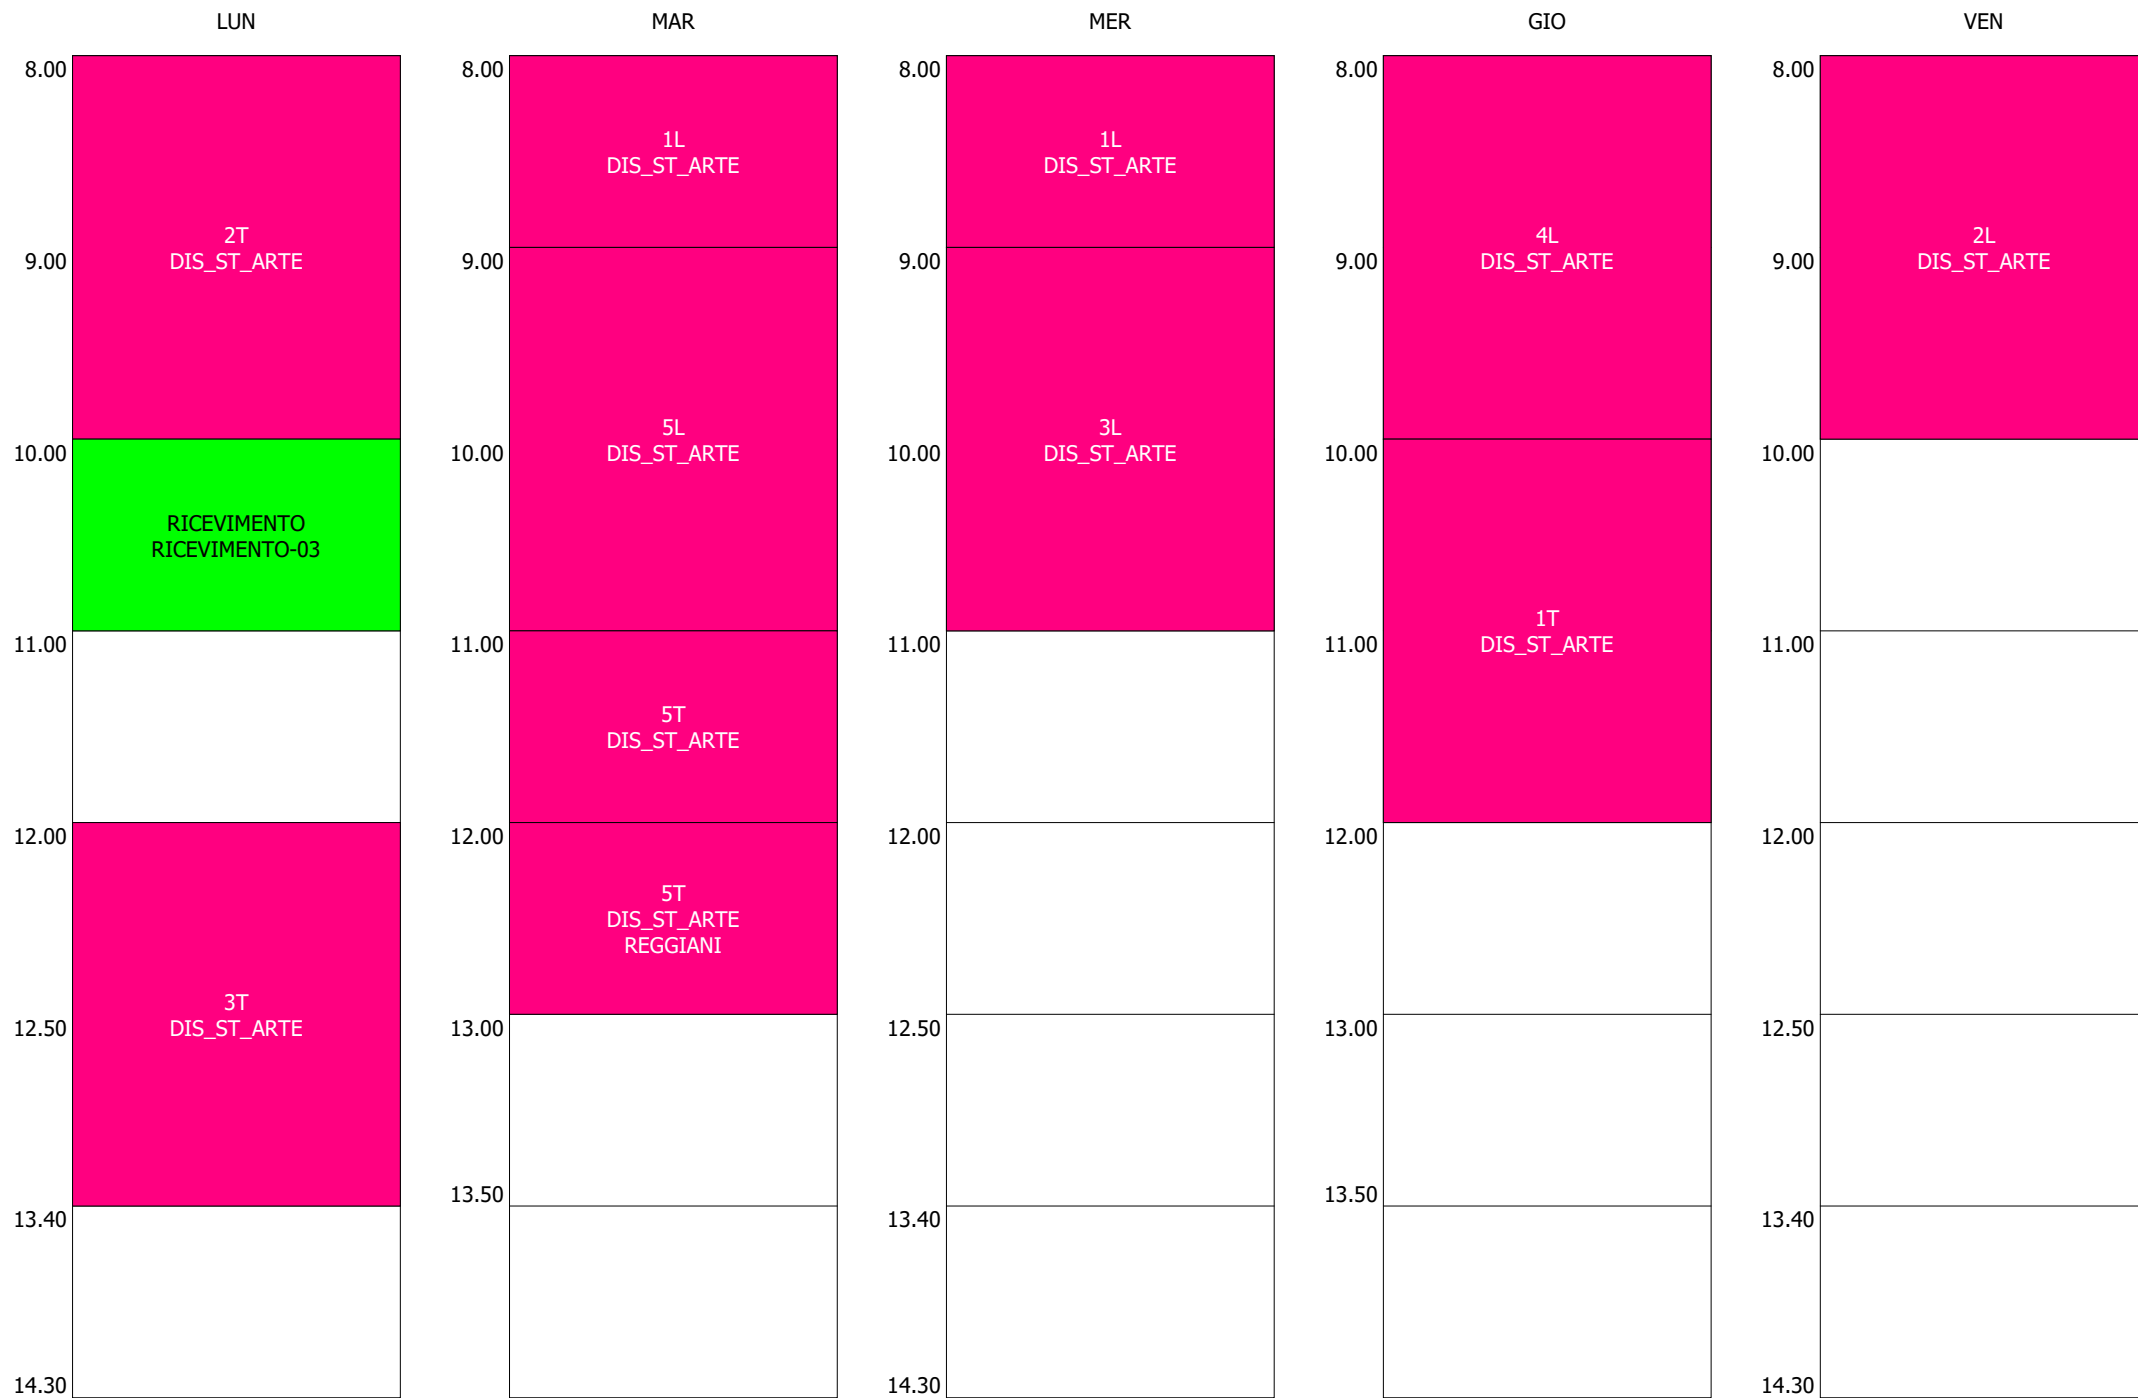 LUN
MAR
MER
GIO
VEN
8.00
2T
DIS_ST_ARTE
9.00
10.00
RICEVIMENTO
RICEVIMENTO-03
11.00
12.00
3T
DIS_ST_ARTE
12.50
13.40
14.30
8.00
1L
DIS_ST_ARTE
9.00
5L
DIS_ST_ARTE
10.00
11.00
5T
DIS_ST_ARTE
12.00
5T
DIS_ST_ARTE
REGGIANI
13.00
13.50
8.00
1L
DIS_ST_ARTE
9.00
3L
DIS_ST_ARTE
10.00
11.00
12.00
12.50
13.40
14.30
8.00
4L
DIS_ST_ARTE
9.00
10.00
1T
DIS_ST_ARTE
11.00
12.00
13.00
13.50
8.00
2L
DIS_ST_ARTE
9.00
10.00
11.00
12.00
12.50
13.40
14.30